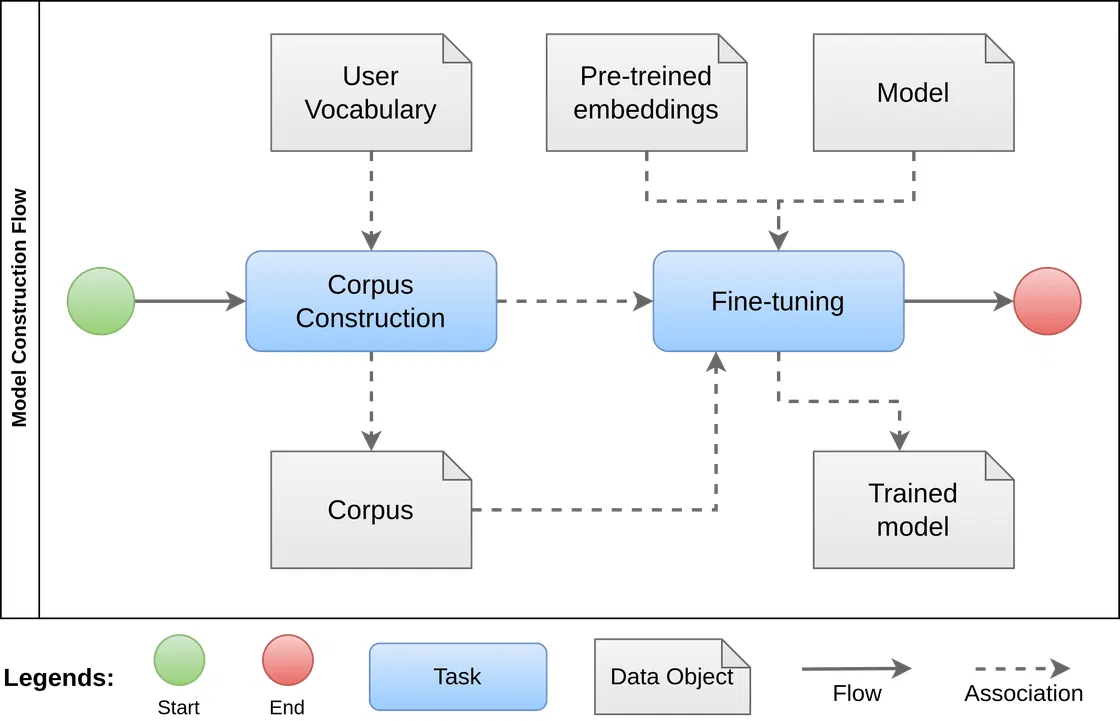 Model Construction Flow
User
Vocabulary
Pre-treined
embeddings
Model
Corpus
Construction
Fine-tuning
Corpus
Trained
model
Legends:
Start
End
Task
Data Object
Flow
Association